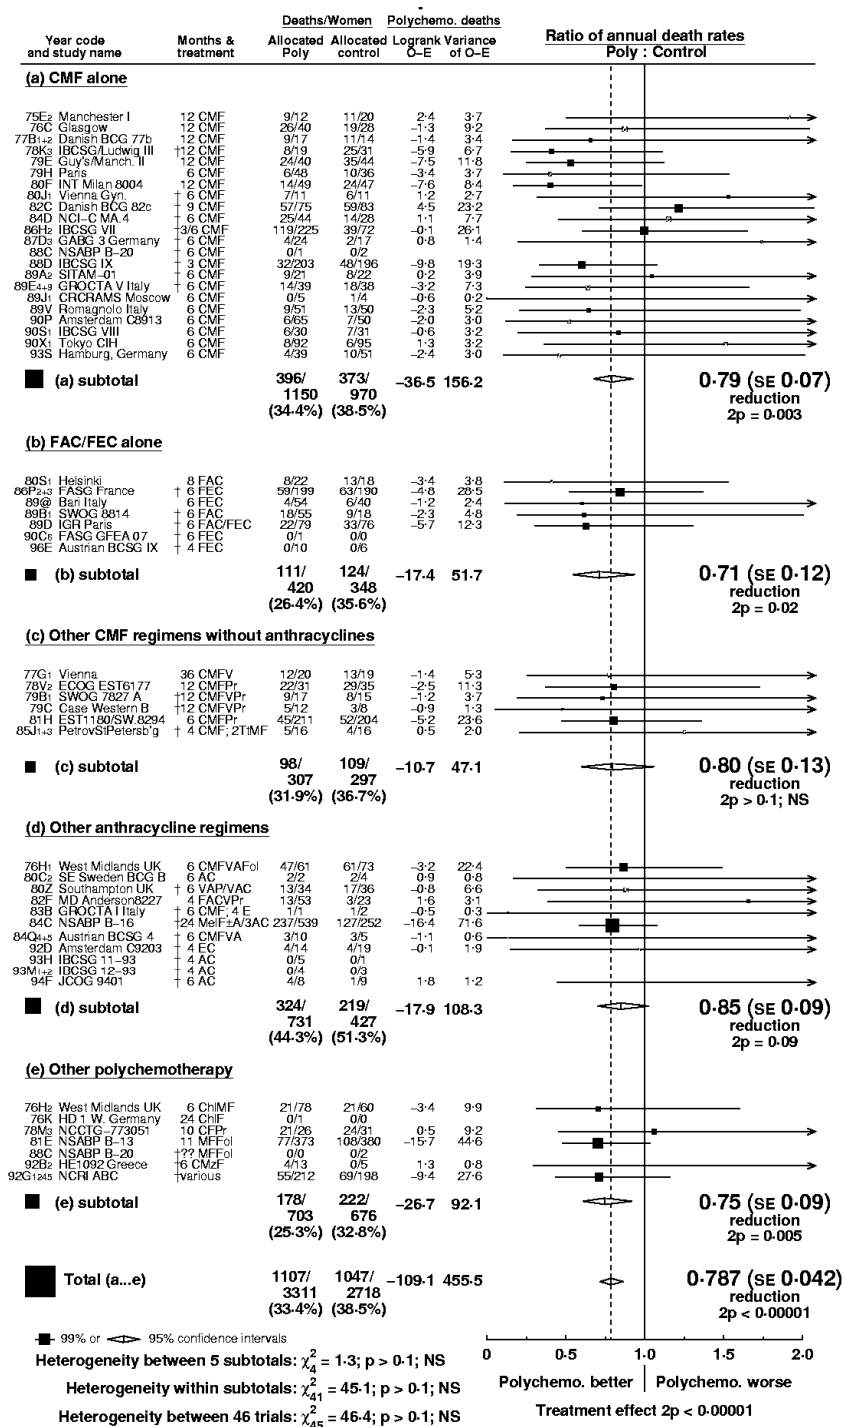 Deaths/Women Polychemo. deaths
Year code Months & Allocated Allocated Logrank Variance Ratio of annual death rates
and study name treatment Poly control O–E of O–E Poly : Control
(a) CMF alone
75E2 Manchester I 12 CMF 9/12 11/20 2·4 3·7
76C Glasgow 12 CMF 26/40 19/28 –1·3 9·2
77B1+2 Danish BCG 77b 12 CMF 9/17 11/14 –1·4 3·4
78K3 IBCSG/Ludwig III †12 CMF 8/19 25/31 –5·9 6·7
79E Guy's/Manch. II 12 CMF 24/40 35/44 –7·5 11·8
79H Paris 6 CMF 6/48 10/36 –3·4 3·7
80F INT Milan 8004 12 CMF 14/49 24/47 –7·6 8·4
80J1 Vienna Gyn. † 6 CMF 7/11 6/11 1·2 2·7
82C Danish BCG 82c † 9 CMF 57/75 59/83 4·5 23·2
84D NCI–C MA.4 † 6 CMF 25/44 14/28 1·1 7·7
86H2 IBCSG VII †3/6 CMF 119/225 39/72 –0·1 26·1
87D3 GABG 3 Germany † 6 CMF 4/24 2/17 0·8 1·4
88C NSABP B–20 † 6 CMF 0/1 0/2
88D IBCSG IX † 3 CMF 32/203 48/196 –9·8 19·3
89A2 SITAM–01 † 6 CMF 9/21 8/22 0·2 3·9
89E4+9 GROCTA V Italy † 6 CMF 14/39 18/38 –3·2 7·3
89J1 CRCRAMS Moscow 6 CMF 0/5 1/4 –0·6 0·2
89V Romagnolo Italy 6 CMF 9/51 13/50 –2·3 5·2
90P Amsterdam C8913 6 CMF 6/65 7/50 –2·0 3·0
90S1 IBCSG VIII 6 CMF 6/30 7/31 –0·6 3·2
90X1 Tokyo CIH 6 CMF 8/92 6/95 1·3 3·2
93S Hamburg, Germany 6 CMF 4/39 10/51 –2·4 3·0
(a) subtotal 396/ 373/ –36·5 156·2 0·79 (SE 0·07)
1150 970 reduction
(34·4%) (38·5%) 2p = 0·003
(b) FAC/FEC alone
80S1 Helsinki 8 FAC 8/22 13/18 –3·4 3·8
86P2+3 FASG France † 6 FEC 59/199 63/190 –4·8 28·5
89@ Bari Italy 6 FEC 4/54 6/40 –1·2 2·4
89B1 SWOG 8814 † 6 FAC 18/55 9/18 –2·3 4·8
89D IGR Paris † 6 FAC/FEC 22/79 33/76 –5·7 12·3
90C6 FASG GFEA 07 † 6 FEC 0/1 0/0
96E Austrian BCSG IX † 4 FEC 0/10 0/6
(b) subtotal 111/ 124/ –17·4 51·7 0·71 (SE 0·12)
420 348 reduction
(26·4%) (35·6%) 2p = 0·02
(c) Other CMF regimens without anthracyclines
77G1 Vienna 36 CMFV 12/20 13/19 –1·4 5·3
78V2 ECOG EST6177 12 CMFPr 22/31 29/35 –2·5 11·3
79B1 SWOG 7827 A †12 CMFVPr 9/17 8/15 –1·2 3·7
79C Case Western B †12 CMFVPr 5/12 3/8 –0·9 1·3
81H EST1180/SW.8294 6 CMFPr 45/211 52/204 –5·2 23·6
85J1+3 PetrovStPetersb'g † 4 CMF; 2TtMF 5/16 4/16 0·5 2·0
(c) subtotal 98/ 109/ –10·7 47·1 0·80 (SE 0·13)
307 297 reduction
(31·9%) (36·7%) 2p > 0·1; NS
(d) Other anthracycline regimens
76H1 West Midlands UK 6 CMFVAFol 47/61 61/73 –3·2 22·4
80C2 SE Sweden BCG B 6 AC 2/2 2/4 0·9 0·8
80Z Southampton UK † 6 VAP/VAC 13/34 17/36 –0·8 6·6
82F MD Anderson8227 † 4 FACVPr 13/53 3/23 1·6 3·1
83B GROCTA I Italy † 6 CMF; 4 E 1/1 1/2 –0·5 0·3
84C NSABP B–16 †24 MelF±A/3AC 237/539 127/252 –16·4 71·6
84Q4+5 Austrian BCSG 4 † 6 CMFVA 3/10 3/5 –1·1 0·6
92D Amsterdam C9203 † 4 EC 4/14 4/19 –0·1 1·9
93H IBCSG 11–93 † 4 AC 0/5 0/1
93M1+2 IBCSG 12–93 † 4 AC 0/4 0/3
94F JCOG 9401 † 6 AC 4/8 1/9 1·8 1·2
(d) subtotal 324/ 219/ –17·9 108·3 0·85 (SE 0·09)
731 427 reduction
(44·3%) (51·3%) 2p = 0·09
(e) Other polychemotherapy
76H2 West Midlands UK 6 ChlMF 21/78 21/60 –3·4 9·9
76K HD 1 W. Germany 24 ChlF 0/1 0/0
78M3 NCCTG–773051 10 CFPr 21/26 24/31 0·5 9·2
81E NSABP B–13 11 MFFol 77/373 108/380 –15·7 44·6
88C NSABP B–20 †?? MFFol 0/0 0/2
92B2 HE1092 Greece †6 CMzF 4/13 0/5 1·3 0·8
92G1245 NCRI ABC †various 55/212 69/198 –9·4 27·6
(e) subtotal 178/ 222/ –26·7 92·1 0·75 (SE 0·09)
703 676 reduction
(25·3%) (32·8%) 2p = 0·005
Total (a...e) 1107/ 1047/ –109·1 455·5 0·787 (SE 0·042)
3311 2718 reduction
(33·4%) (38·5%) 2p < 0·00001
99% or 95% confidence intervals
0 0·5 1·0 1·5 2·0
Heterogeneity between 5 subtotals: χ²4 = 1·3; p > 0·1; NS
Polychemo. better Polychemo. worse
Heterogeneity within subtotals: χ²41 = 45·1; p > 0·1; NS
Treatment effect 2p < 0·00001
Heterogeneity between 46 trials: χ²45 = 46·4; p > 0·1; NS